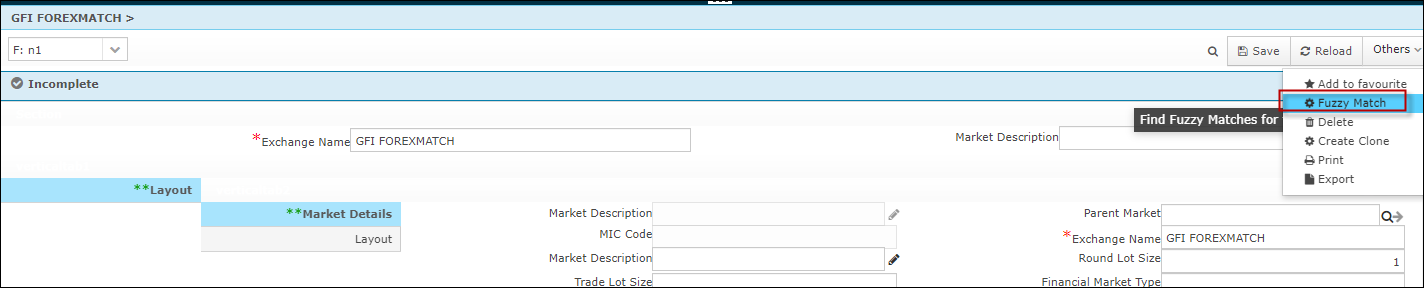 GFI FOREXMATCH >
F: n1
Save
Reload
Others
Incomplete
Add to favourite
Fuzzy Match
Find Fuzzy Matches for
Delete
Create Clone
Print
Export
*Exchange Name GFI FOREXMATCH
Market Description
**Layout
**Market Details
Layout
Market Description
Parent Market
MIC Code
*Exchange Name GFI FOREXMATCH
Market Description
Round Lot Size 1
Trade Lot Size
Financial Market Type